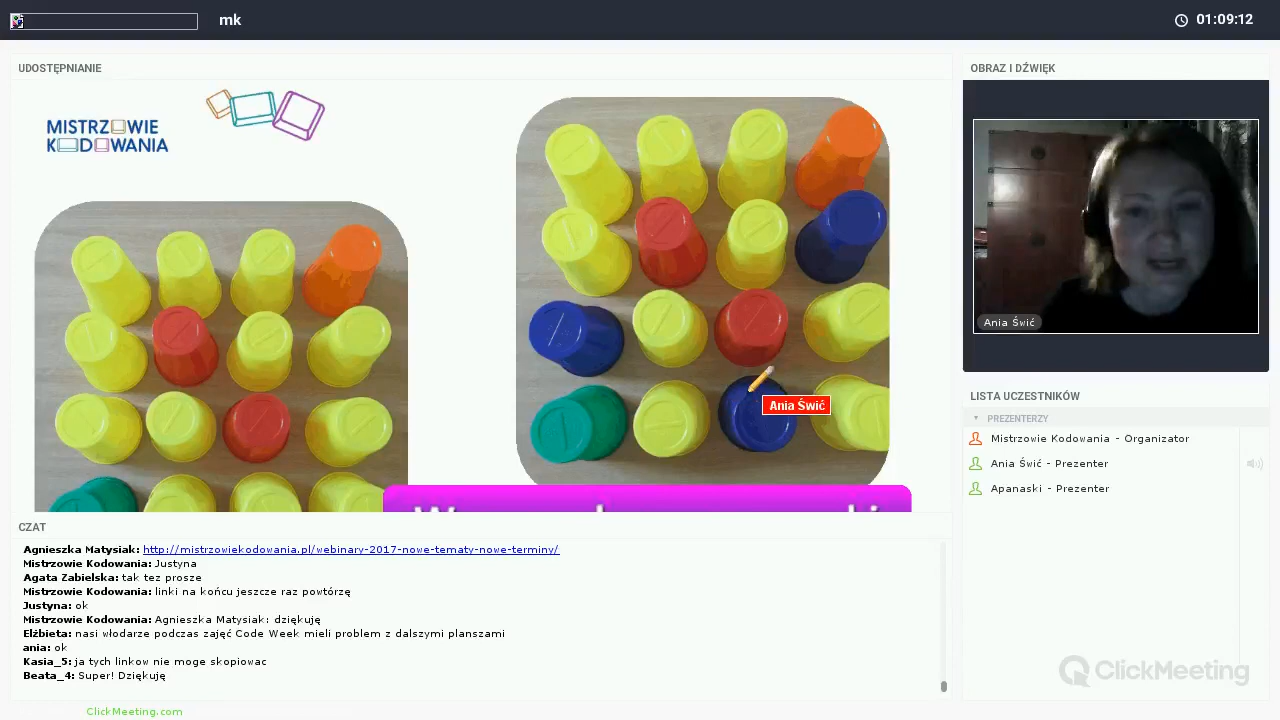 mk
01:09:12
UDOSTĘPNIANIE
MISTRZOWIE
KODOWANIA
Ania Świć
CZAT
Agnieszka Matysiak: http://mistrzowiekodowania.pl/webinary-2017-nowe-tematy-nowe-terminy/
Mistrzowie Kodowania: Justyna
Agata Zabielska: tak tez prosze
Mistrzowie Kodowania: linki na końcu jeszcze raz powtórzę
Justyna: ok
Mistrzowie Kodowania: Agnieszka Matysiak: dziękuję
Elżbieta: nasi włodarze podczas zajęć Code Week mieli problem z dalszymi planszami
ania: ok
Kasia_5: ja tych linkow nie moge skopiowac
Beata_4: Super! Dziękuję
ClickMeeting.com
OBRAZ I DŹWIĘK
Ania Świć
LISTA UCZESTNIKÓW
PREZENTERZY
Mistrzowie Kodowania - Organizator
Ania Świć - Prezenter
Apanaski - Prezenter
ClickMeeting